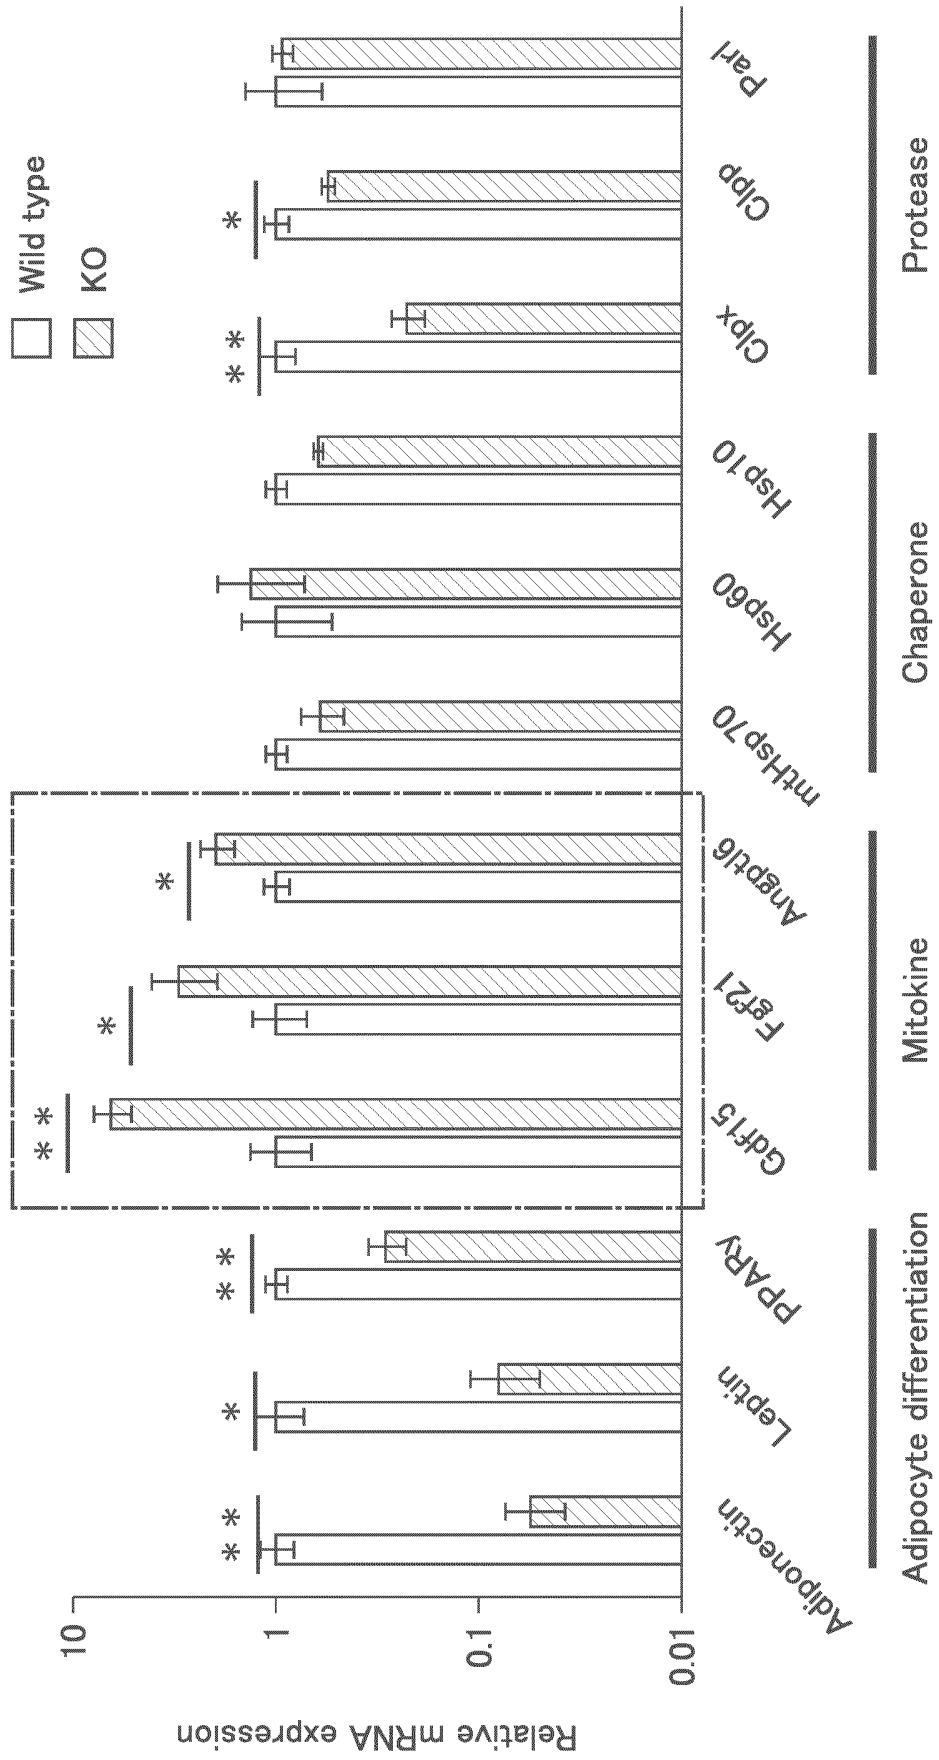 Wild type
KO
Relative mRNA expression
10
1
0.1
0.01
**
*
**
**
*
*
**
*
Adiponectin
Leptin
PPARγ
Gdf15
Fgf21
Angptl6
mtHsp70
Hsp60
Hsp10
Clpx
Clpp
Parl
Adipocyte differentiation
Mitokine
Chaperone
Protease